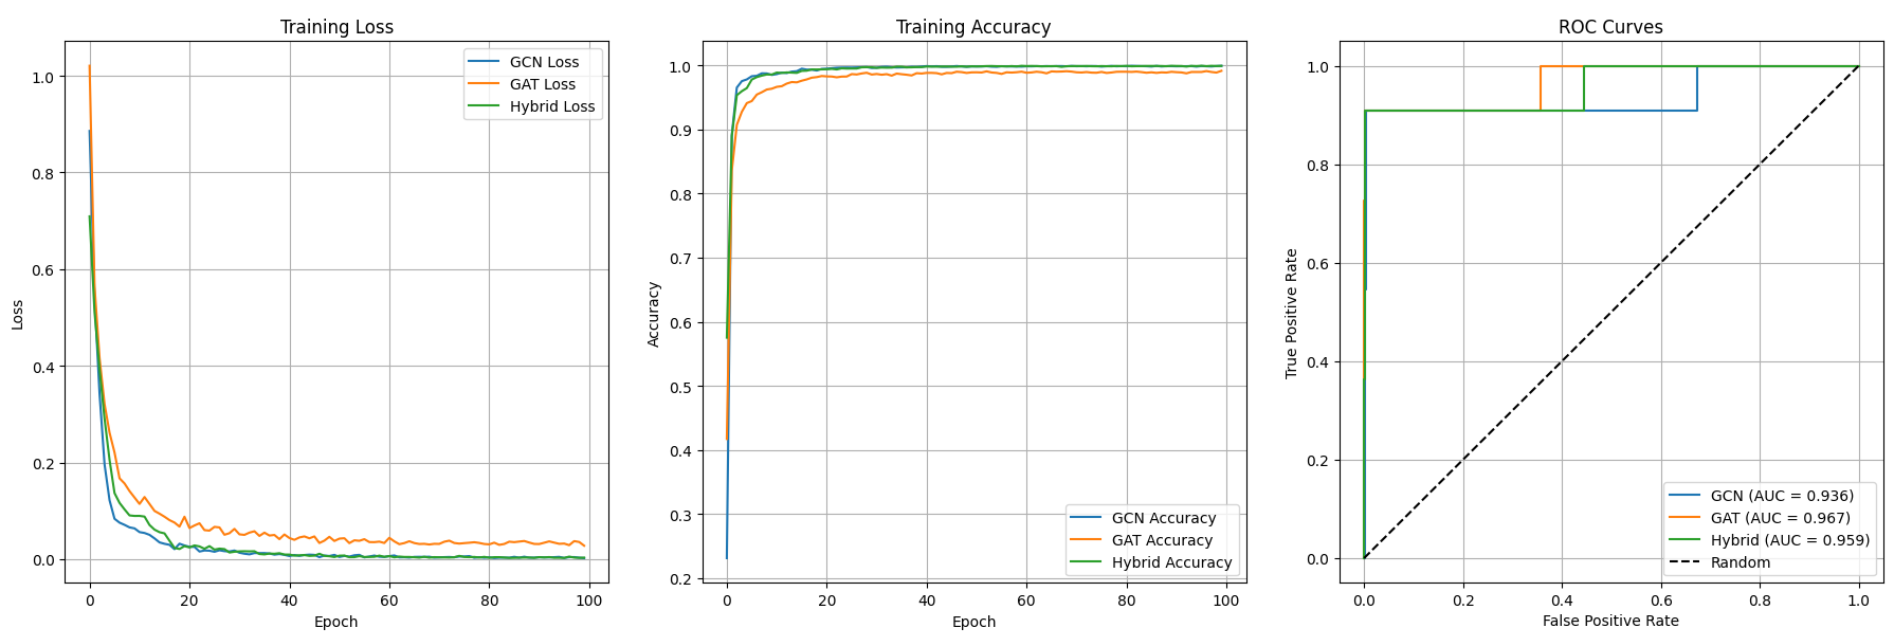 Training Loss
1.0
0.8
0.6
0.4
0.2
0.0
Loss
0 20 40 60 80 100
Epoch
GCN Loss
GAT Loss
Hybrid Loss
Training Accuracy
1.0
0.9
0.8
0.7
0.6
0.5
0.4
0.3
0.2
Accuracy
0 20 40 60 80 100
Epoch
GCN Accuracy
GAT Accuracy
Hybrid Accuracy
ROC Curves
1.0
0.8
0.6
0.4
0.2
0.0
True Positive Rate
0.0 0.2 0.4 0.6 0.8 1.0
False Positive Rate
GCN (AUC = 0.936)
GAT (AUC = 0.967)
Hybrid (AUC = 0.959)
Random